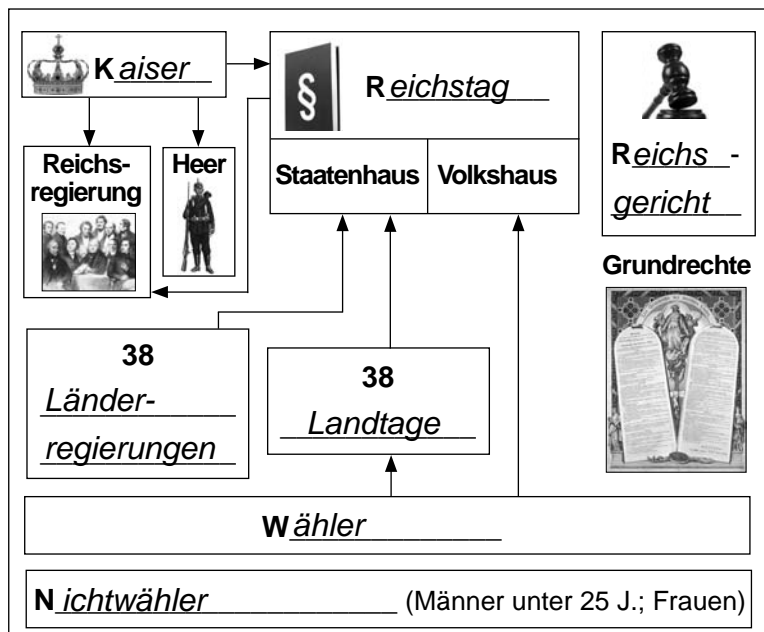 Kaiser
§
Reichstag
Reichs-
gericht
Reichs-
regierung
Heer
Staatenhaus
Volkshaus
Grundrechte
38
Länder-
regierungen
38
Landtage
Wähler
Nichtwähler (Männer unter 25 J.; Frauen)